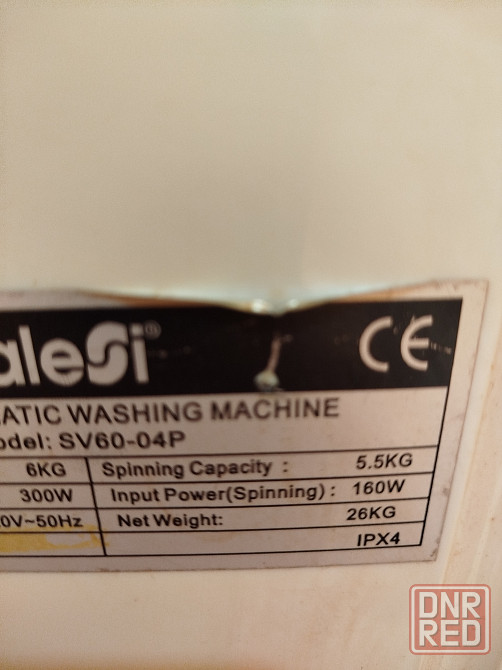 aleSi®
CE
ATIC WASHING MACHINE
odel: SV60-04P
6KG Spinning Capacity : 5.5KG
300W Input Power(Spinning) : 160W
0V~50Hz Net Weight: 26KG
IPX4
DNR
RED